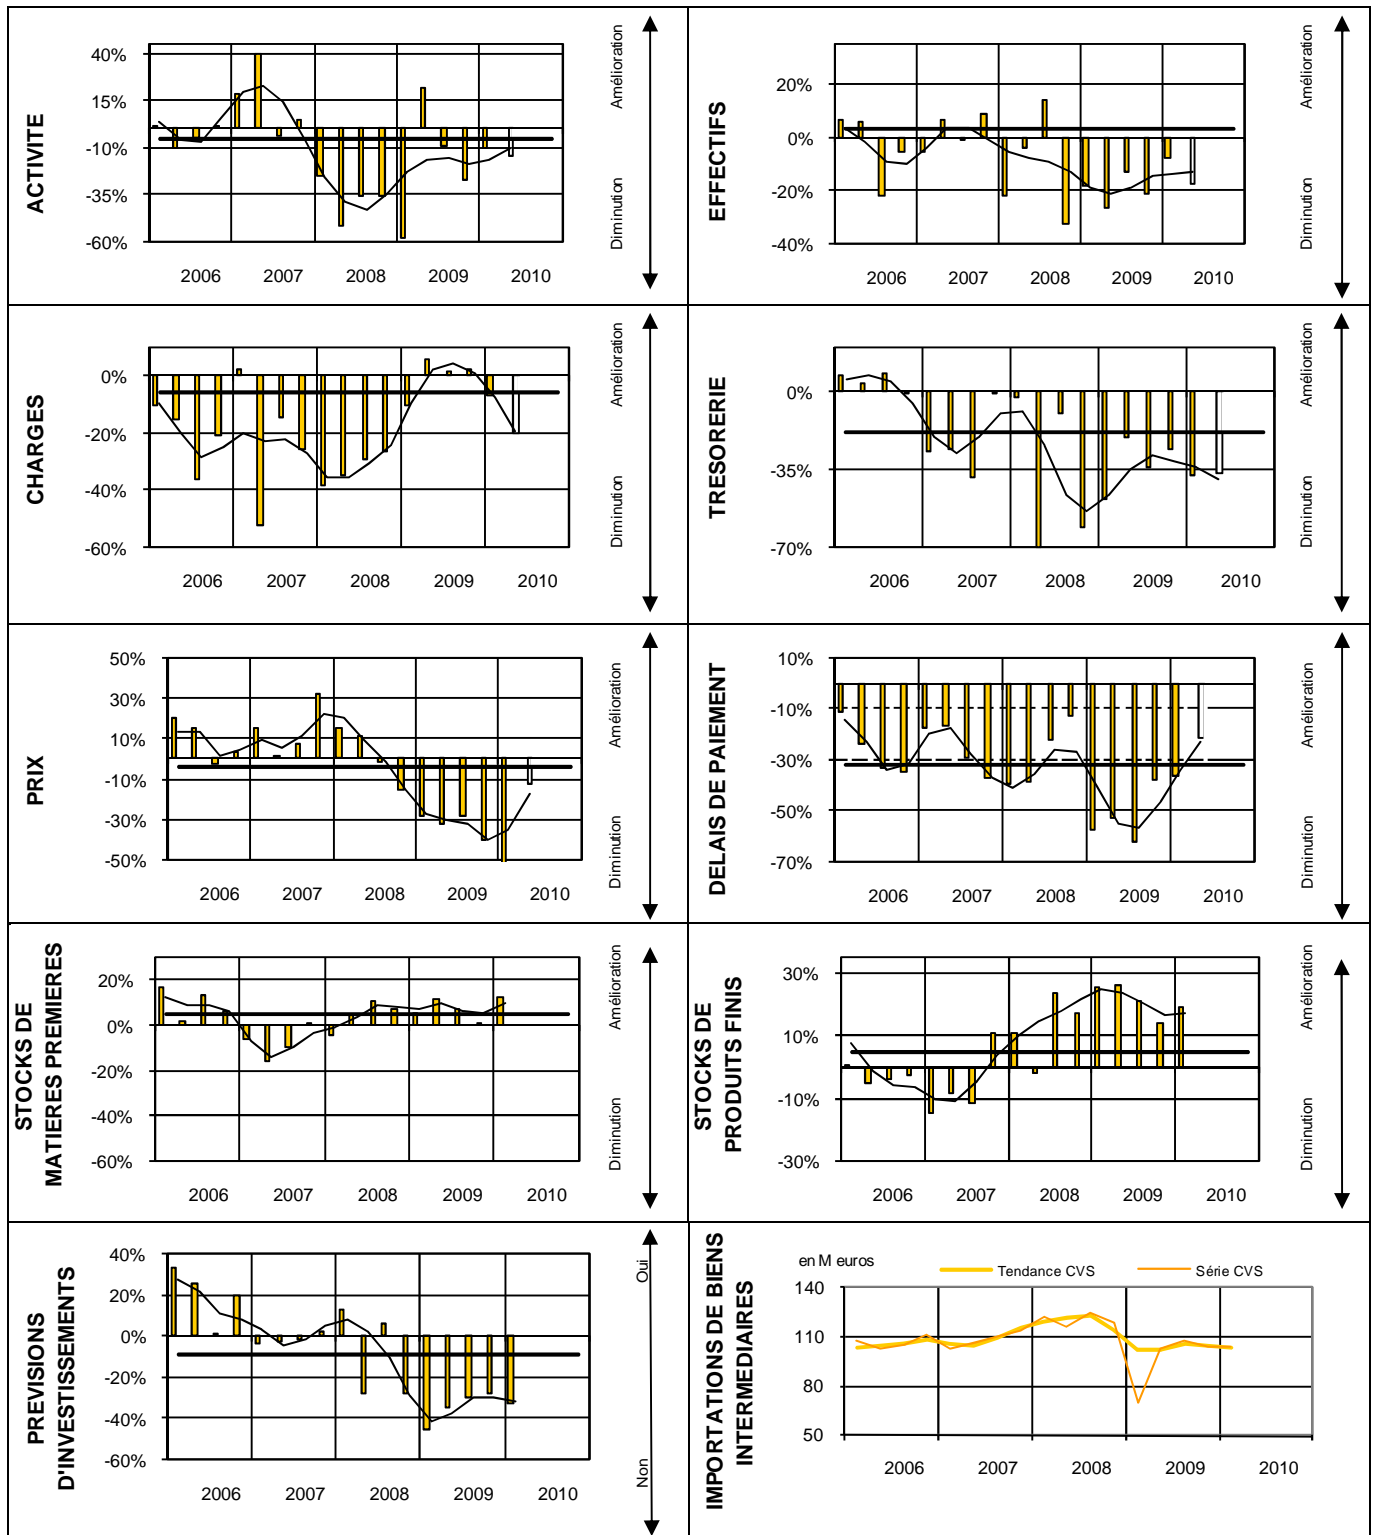 ACTIVITE
40%
15%
-10%
-35%
-60%
2006 2007 2008 2009 2010
Amélioration
Diminution
EFFECTIFS
20%
0%
-20%
-40%
2006 2007 2008 2009 2010
Amélioration
Diminution
CHARGES
0%
-20%
-40%
-60%
2006 2007 2008 2009 2010
Amélioration
Diminution
TRESORERIE
0%
-35%
-70%
2006 2007 2008 2009 2010
Amélioration
Diminution
PRIX
50%
30%
10%
-10%
-30%
-50%
2006 2007 2008 2009 2010
Amélioration
Diminution
DELAIS DE PAIEMENT
10%
-10%
-30%
-50%
-70%
2006 2007 2008 2009 2010
Amélioration
Diminution
STOCKS DE
MATIERES PREMIERES
20%
0%
-20%
-40%
-60%
2006 2007 2008 2009 2010
Amélioration
Diminution
STOCKS DE
PRODUITS FINIS
30%
10%
-10%
-30%
2006 2007 2008 2009 2010
Amélioration
Diminution
PREVISIONS
D'INVESTISSEMENTS
40%
20%
0%
-20%
-40%
-60%
2006 2007 2008 2009 2010
Oui
Non
IMPORTATIONS DE BIENS
INTERMEDIAIRES
en M euros
Tendance CVS
Série CVS
140
110
80
50
2006 2007 2008 2009 2010